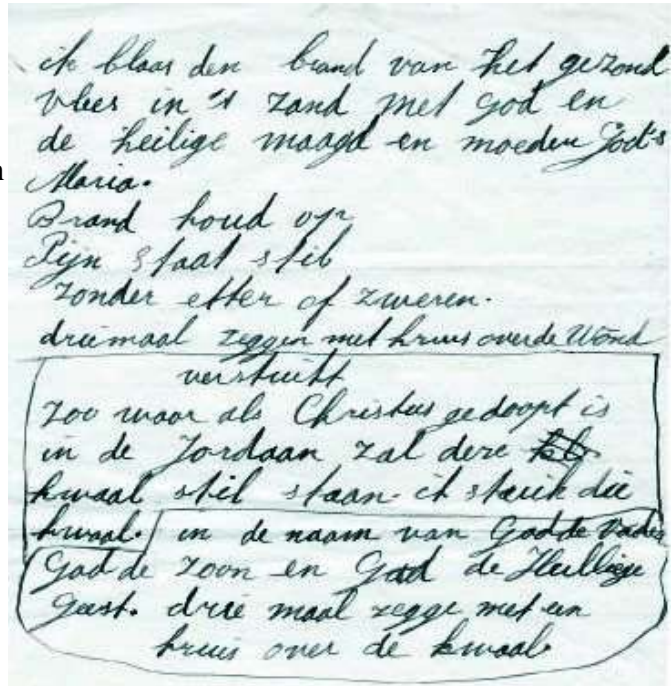 ik blaas den brand van het gezond
vlees in 't zand met god en
de heilige maagd en moeder God's
Maria.
Brand houd op
Pijn staat stil
zonder etter of zweren.
driemaal zeggen met kruis over de Wond
verstuikt
zoo waar als Christus gedoopt is
in de Jordaan zal deze
kwaal stil staan. ik stuik die
kwaal. in de naam van God de Vader
God de zoon en God de Heillige
Geest. drie maal zegge met een
kruis over de kwaal.